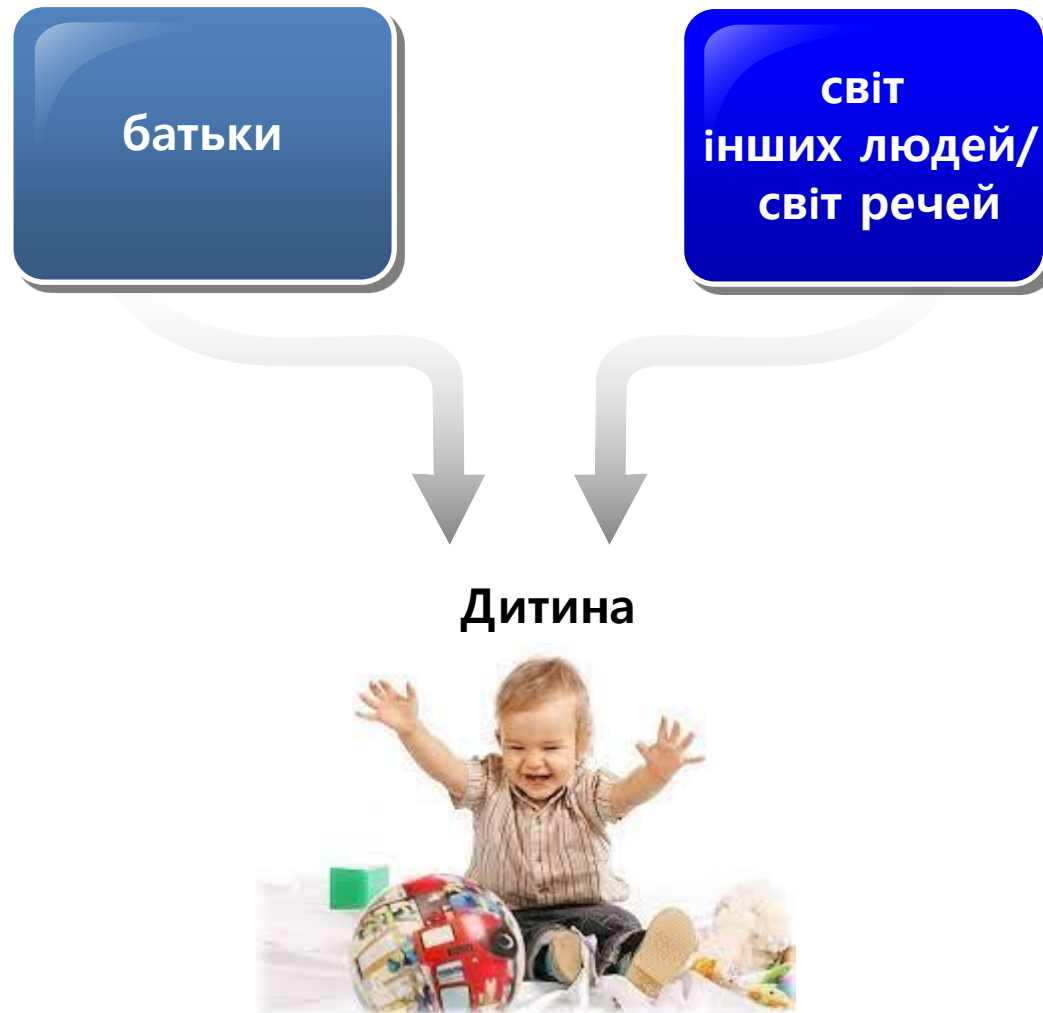 батьки
світ
інших людей/
світ речей
Дитина